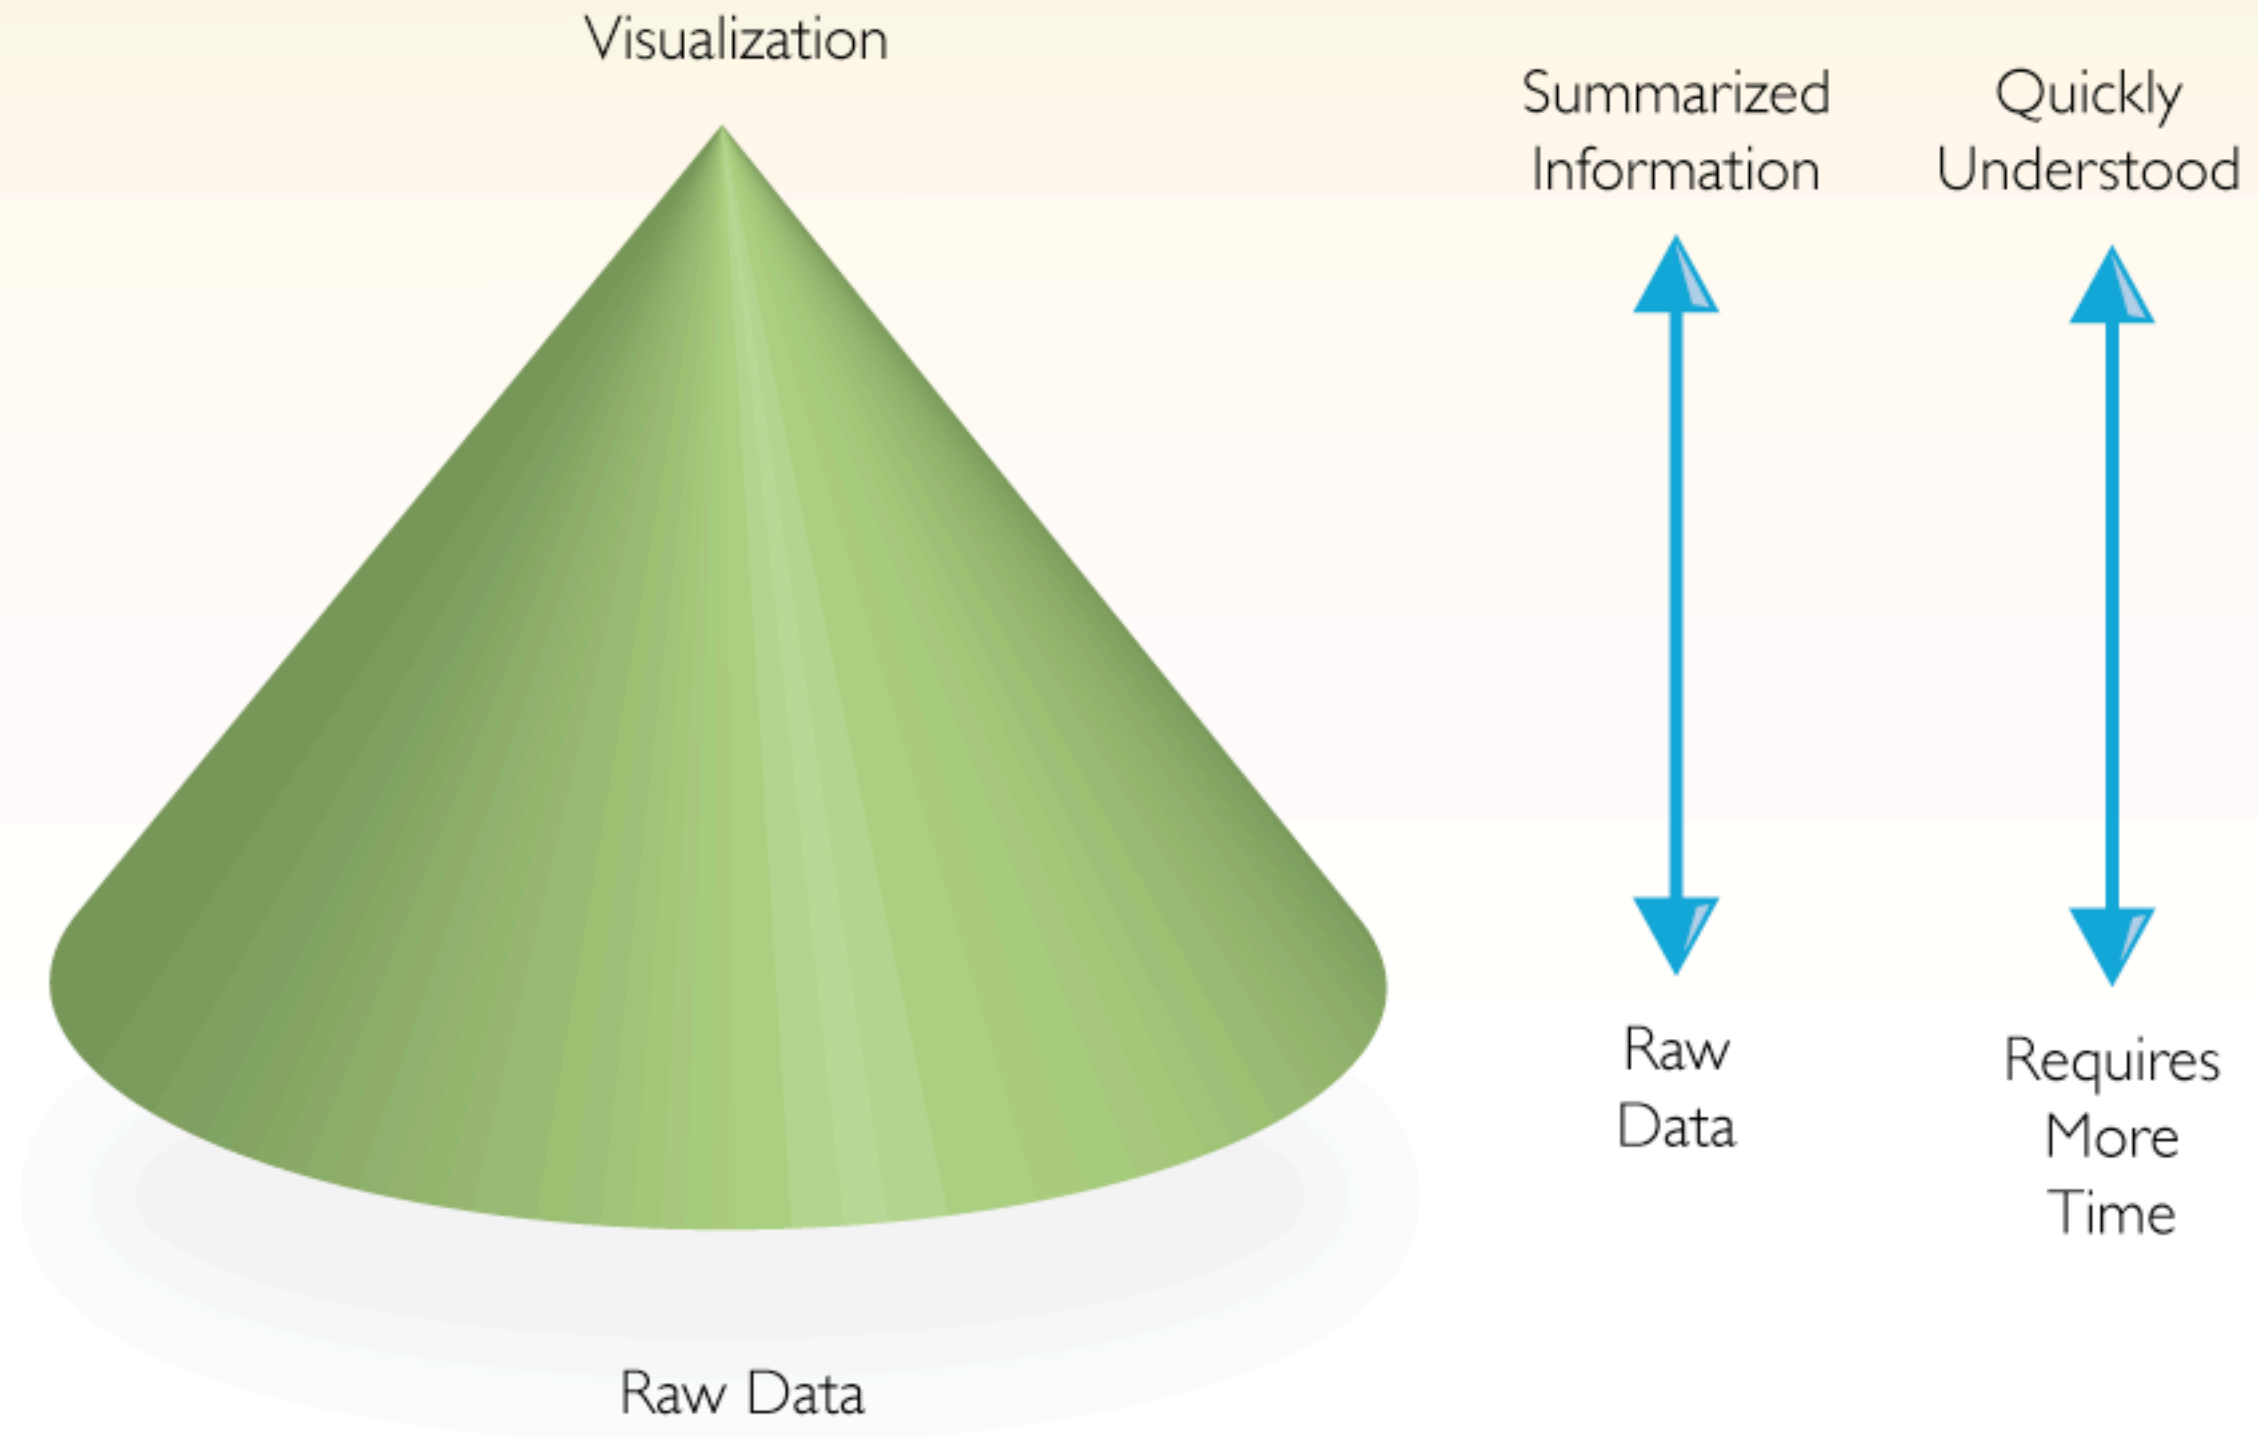 Visualization
Summarized
Information
Quickly
Understood
Raw
Data
Requires
More
Time
Raw Data